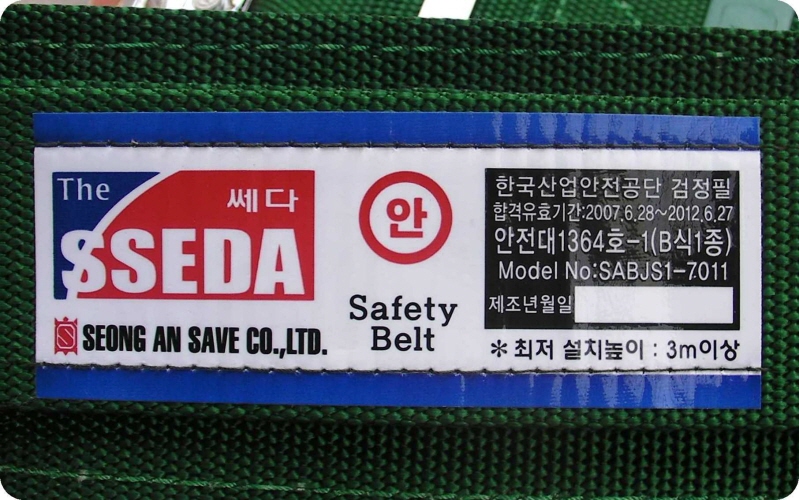 The
쎄다
SSEDA
SEONG AN SAVE CO.,LTD.
안
Safety
Belt
한국산업안전공단 검정필
합격유효기간:2007.6.28~2012.6.27
안전대1364호-1(B식1종)
Model No:SABJS1-7011
제조년월일
※ 최저 설치높이 : 3m이상